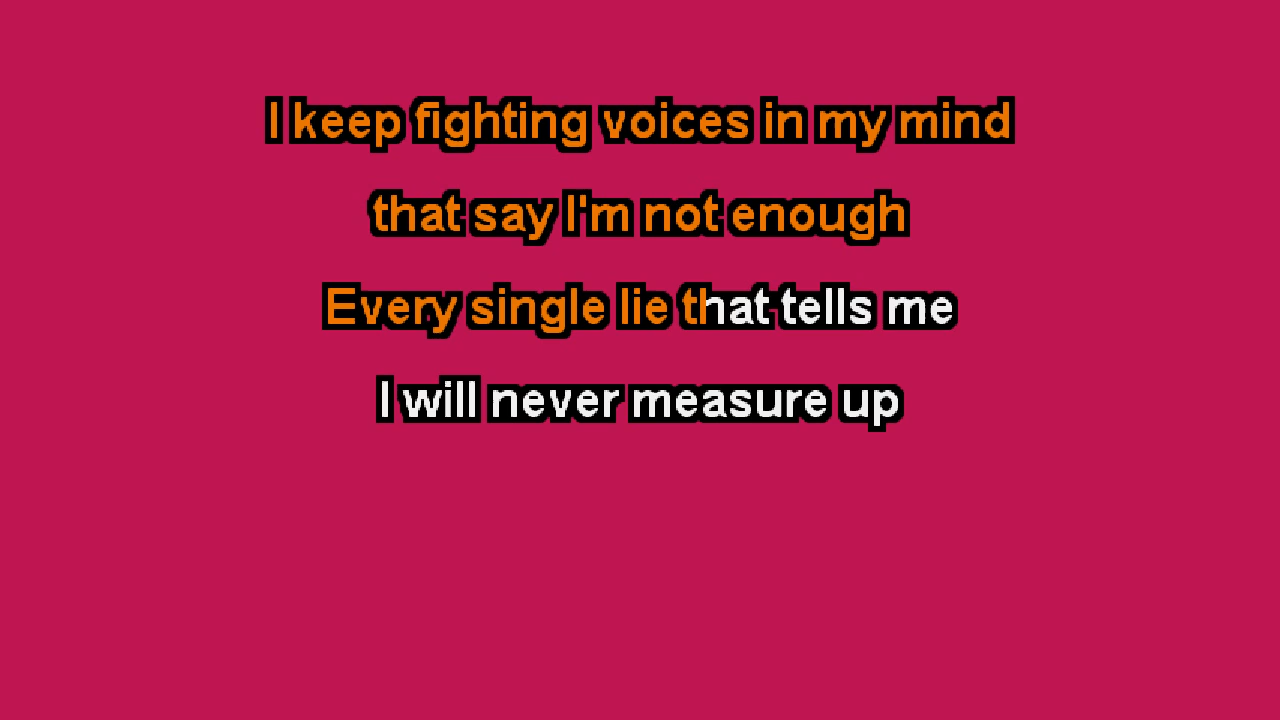 I keep fighting voices in my mind
that say I'm not enough
Every single lie that tells me
I will never measure up